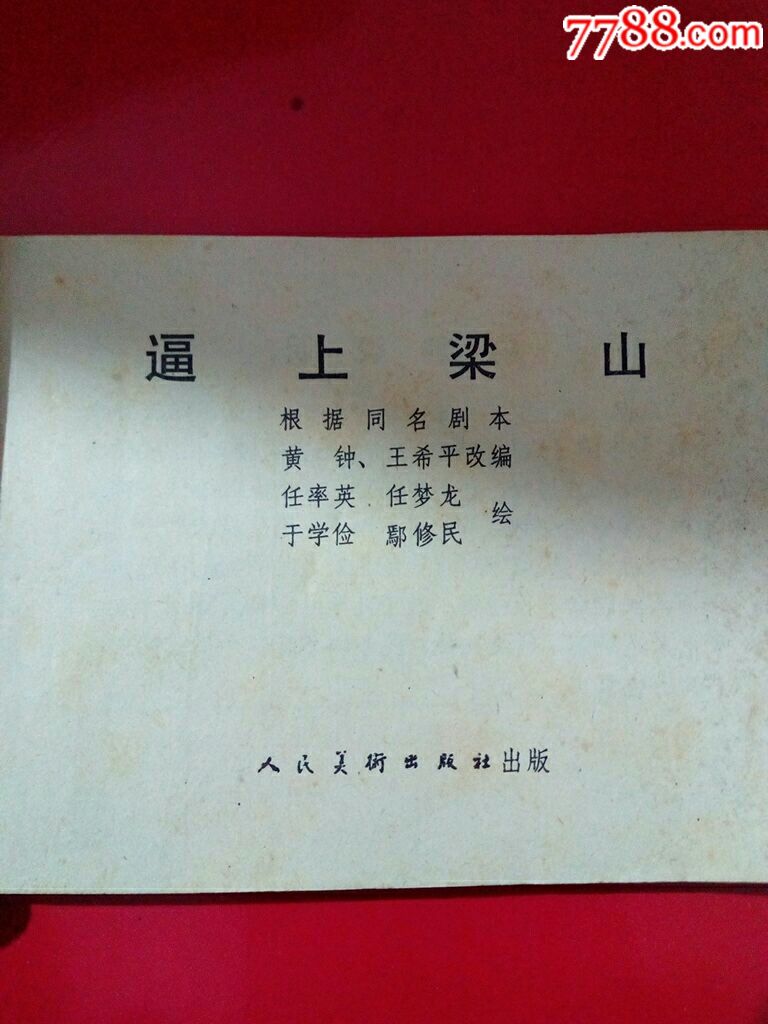 7788.com
逼上梁山
根据同名剧本
黄钟、王希平改编
任率英 任梦龙
于学俭 鄢修民 绘
人民美術出版社出版